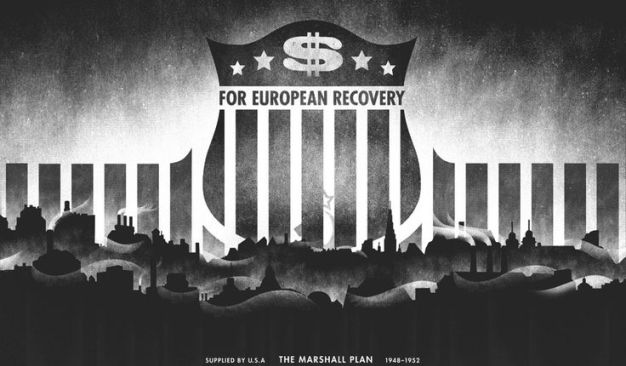 $
FOR EUROPEAN RECOVERY
SUPPLIED BY U.S.A THE MARSHALL PLAN 1948-1952